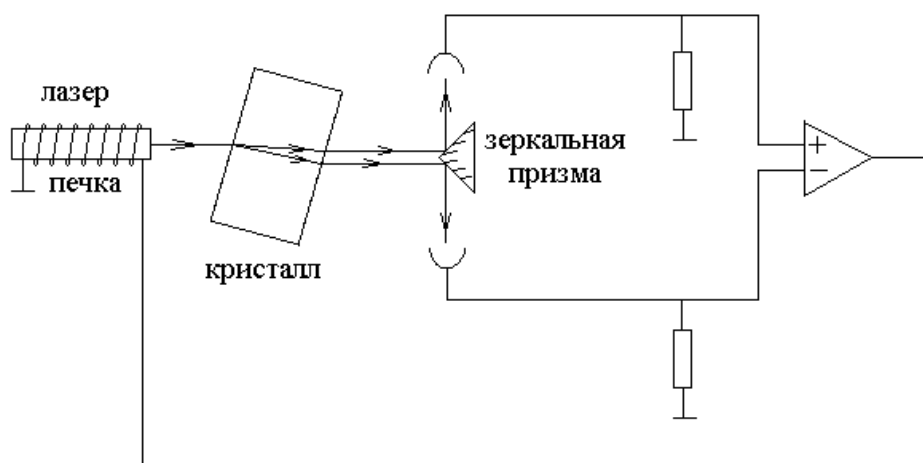 лазер
печка
кристалл
зеркальная
призма
+
−